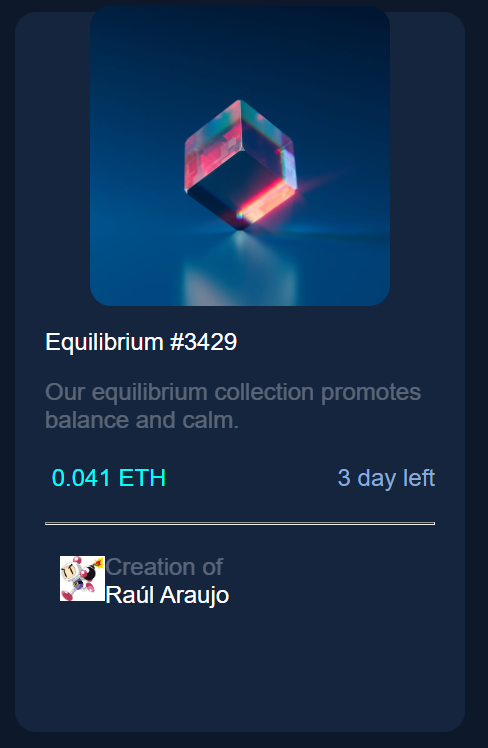 Equilibrium #3429
Our equilibrium collection promotes
balance and calm.
0.041 ETH
3 day left
Creation of
Raúl Araujo